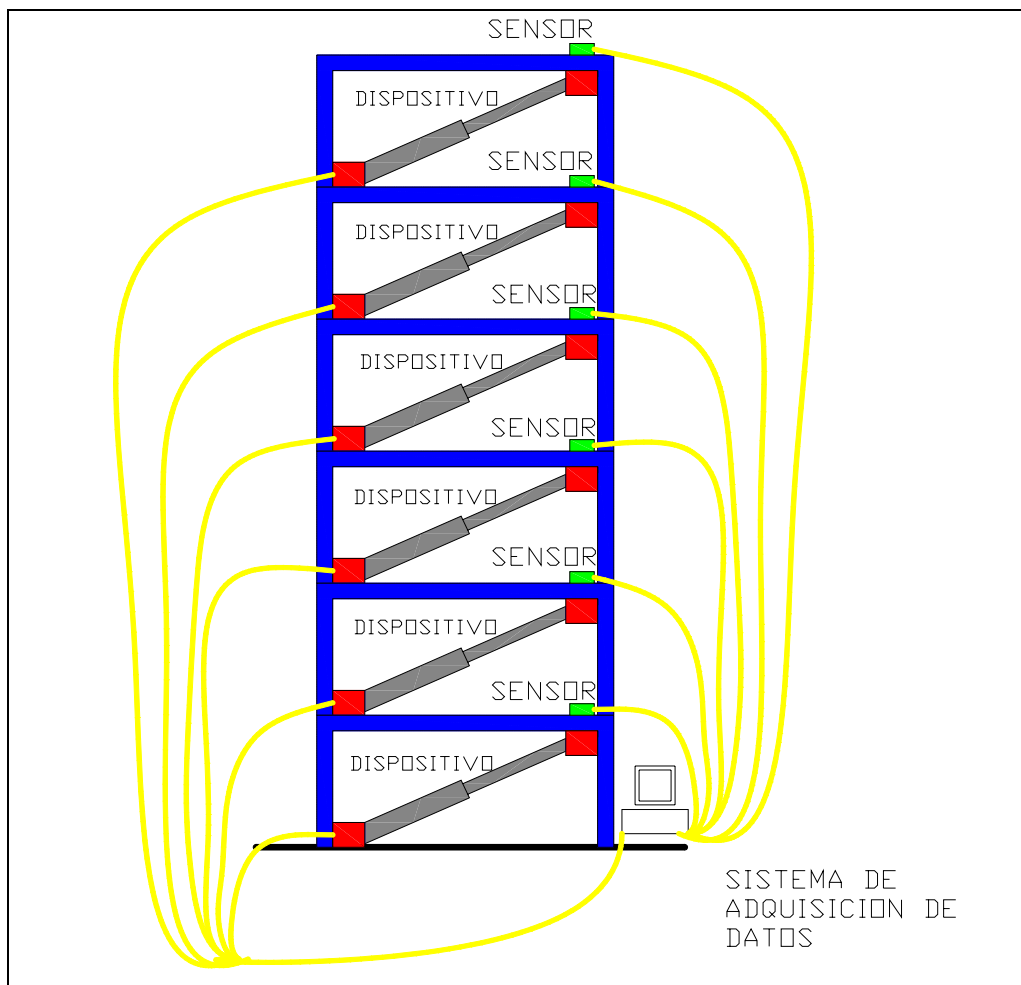 SENSOR
DISPOSITIVO
SENSOR
DISPOSITIVO
SENSOR
DISPOSITIVO
SENSOR
DISPOSITIVO
SENSOR
DISPOSITIVO
SENSOR
DISPOSITIVO
SISTEMA DE
ADQUISICION DE
DATOS